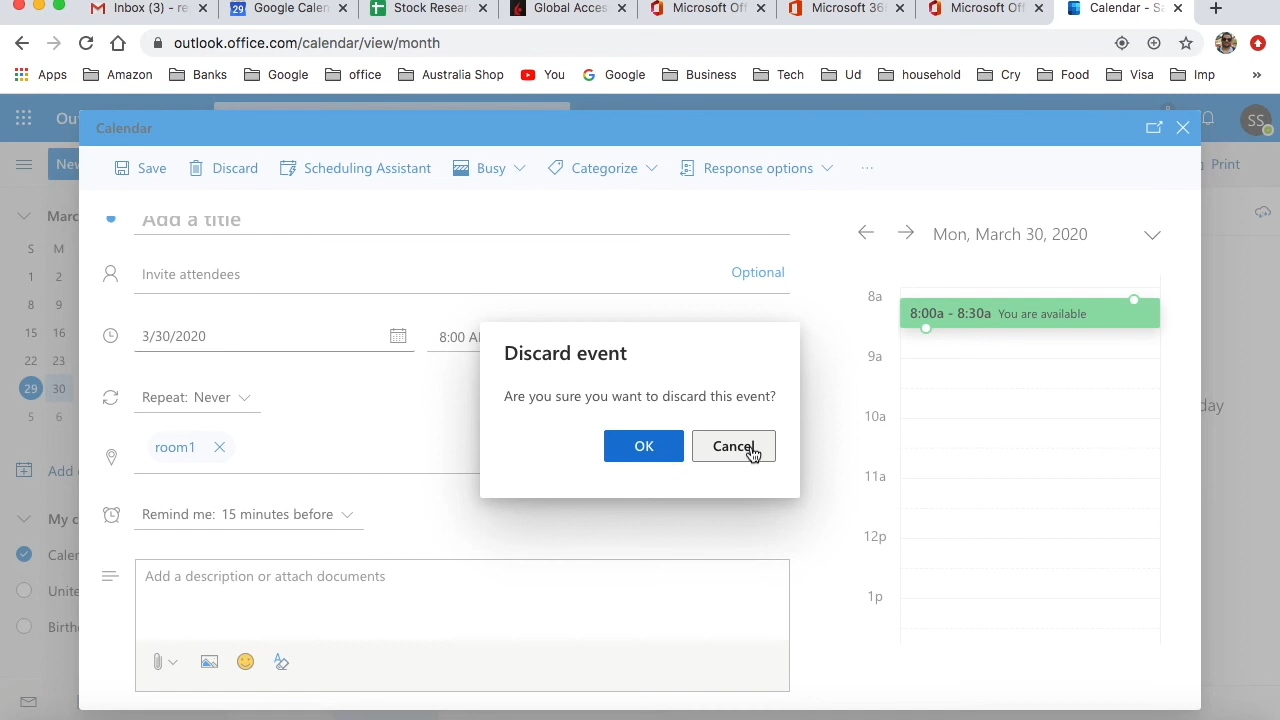 Inbox (3) - re
Google Calen
Stock Resear
Global Acces
Microsoft Off
Microsoft 36
Microsoft Off
Calendar - Sa
outlook.office.com/calendar/view/month
Apps Amazon Banks Google office Australia Shop You Google Business Tech Ud household Cry Food Visa Imp »
Calendar
SS
Save Discard Scheduling Assistant Busy Categorize Response options ...
Print
Add a title
Mon, March 30, 2020
S M
1 2
8 9
15 16
22 23
29 30
5 6
Invite attendees Optional
8a
8:00a - 8:30a You are available
3/30/2020
9a
Discard event
Are you sure you want to discard this event?
Repeat: Never
10a
OK Cancel
room1
11a
Remind me: 15 minutes before
12p
Add a description or attach documents
1p